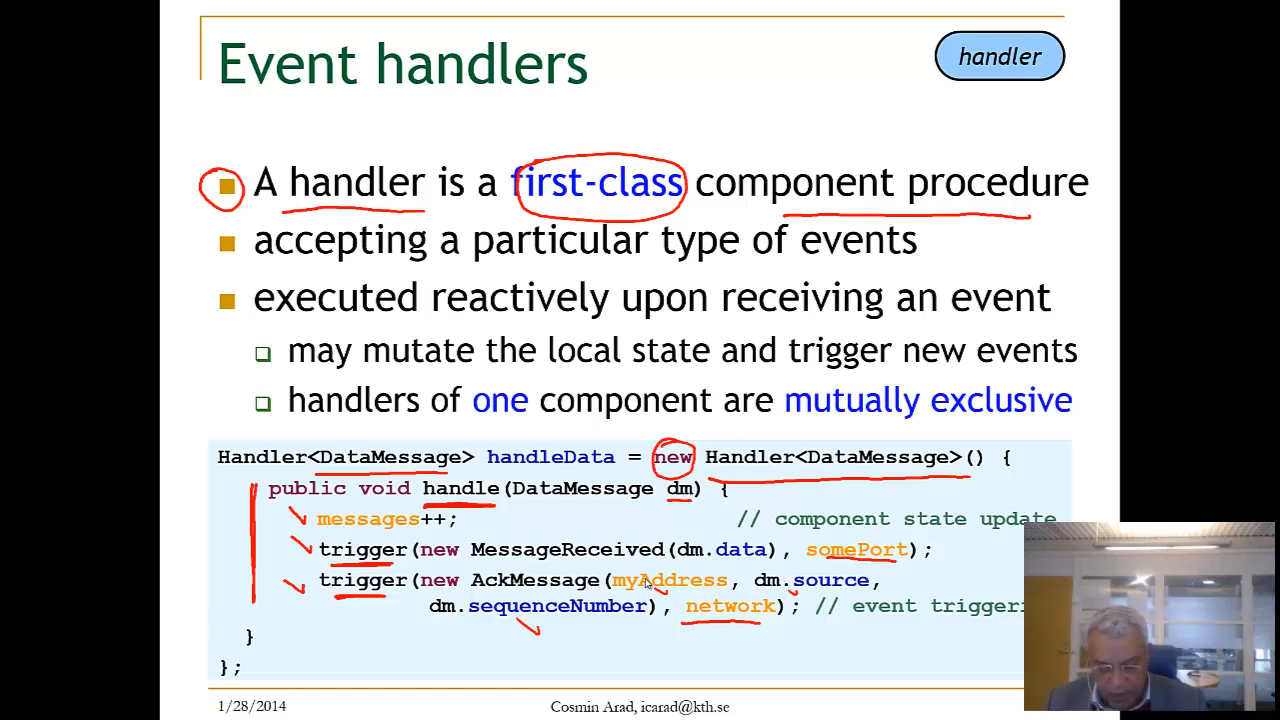 Event handlers
handler
A handler is a first-class component procedure
accepting a particular type of events
executed reactively upon receiving an event
may mutate the local state and trigger new events
handlers of one component are mutually exclusive
Handler<DataMessage> handleData = new Handler<DataMessage>() {
public void handle(DataMessage dm) {
messages++; // component state update
trigger(new MessageReceived(dm.data), somePort);
trigger(new AckMessage(myAddress, dm.source,
dm.sequenceNumber), network); // event trigger
}
};
1/28/2014
Cosmin Arad, icarad@kth.se